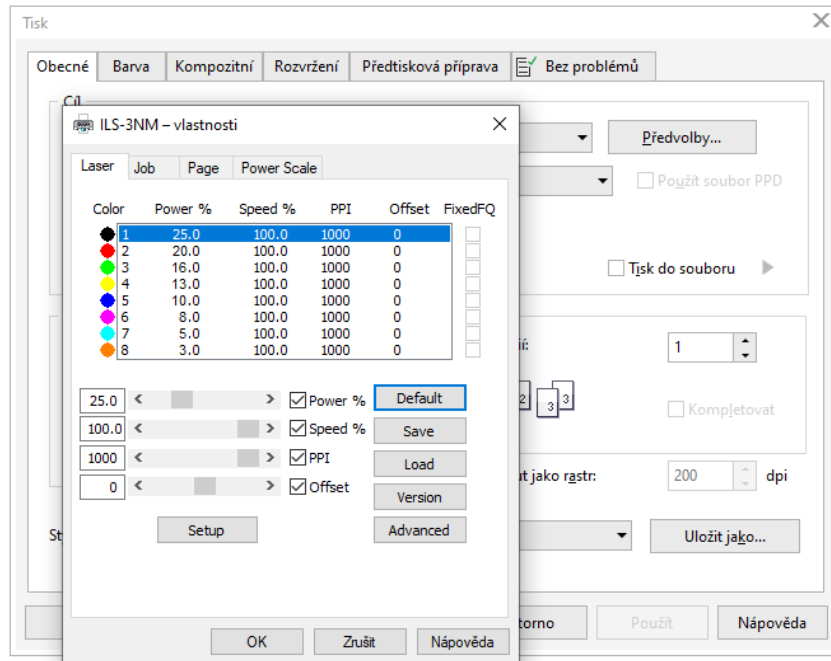 Tisk
Obecné Barva Kompozitní Rozvržení Předtisková příprava Bez problémů
Cíl
ILS-3NM – vlastnosti
Předvolby...
Laser Job Page Power Scale
Použít soubor PPD
Color Power % Speed % PPI Offset FixedFQ
1 25.0 100.0 1000 0
2 20.0 100.0 1000 0
3 16.0 100.0 1000 0
Tisk do souboru
4 13.0 100.0 1000 0
5 10.0 100.0 1000 0
6 8.0 100.0 1000 0
7 5.0 100.0 1000 0
8 3.0 100.0 1000 0
ií: 1
25.0 Power % Default
2 3 3
Kompletovat
100.0 Speed % Save
1000 PPI Load
ut jako rastr: 200 dpi
0 Offset Version
Setup Advanced
St
Uložit jako...
torno Použít Nápověda
OK Zrušit Nápověda